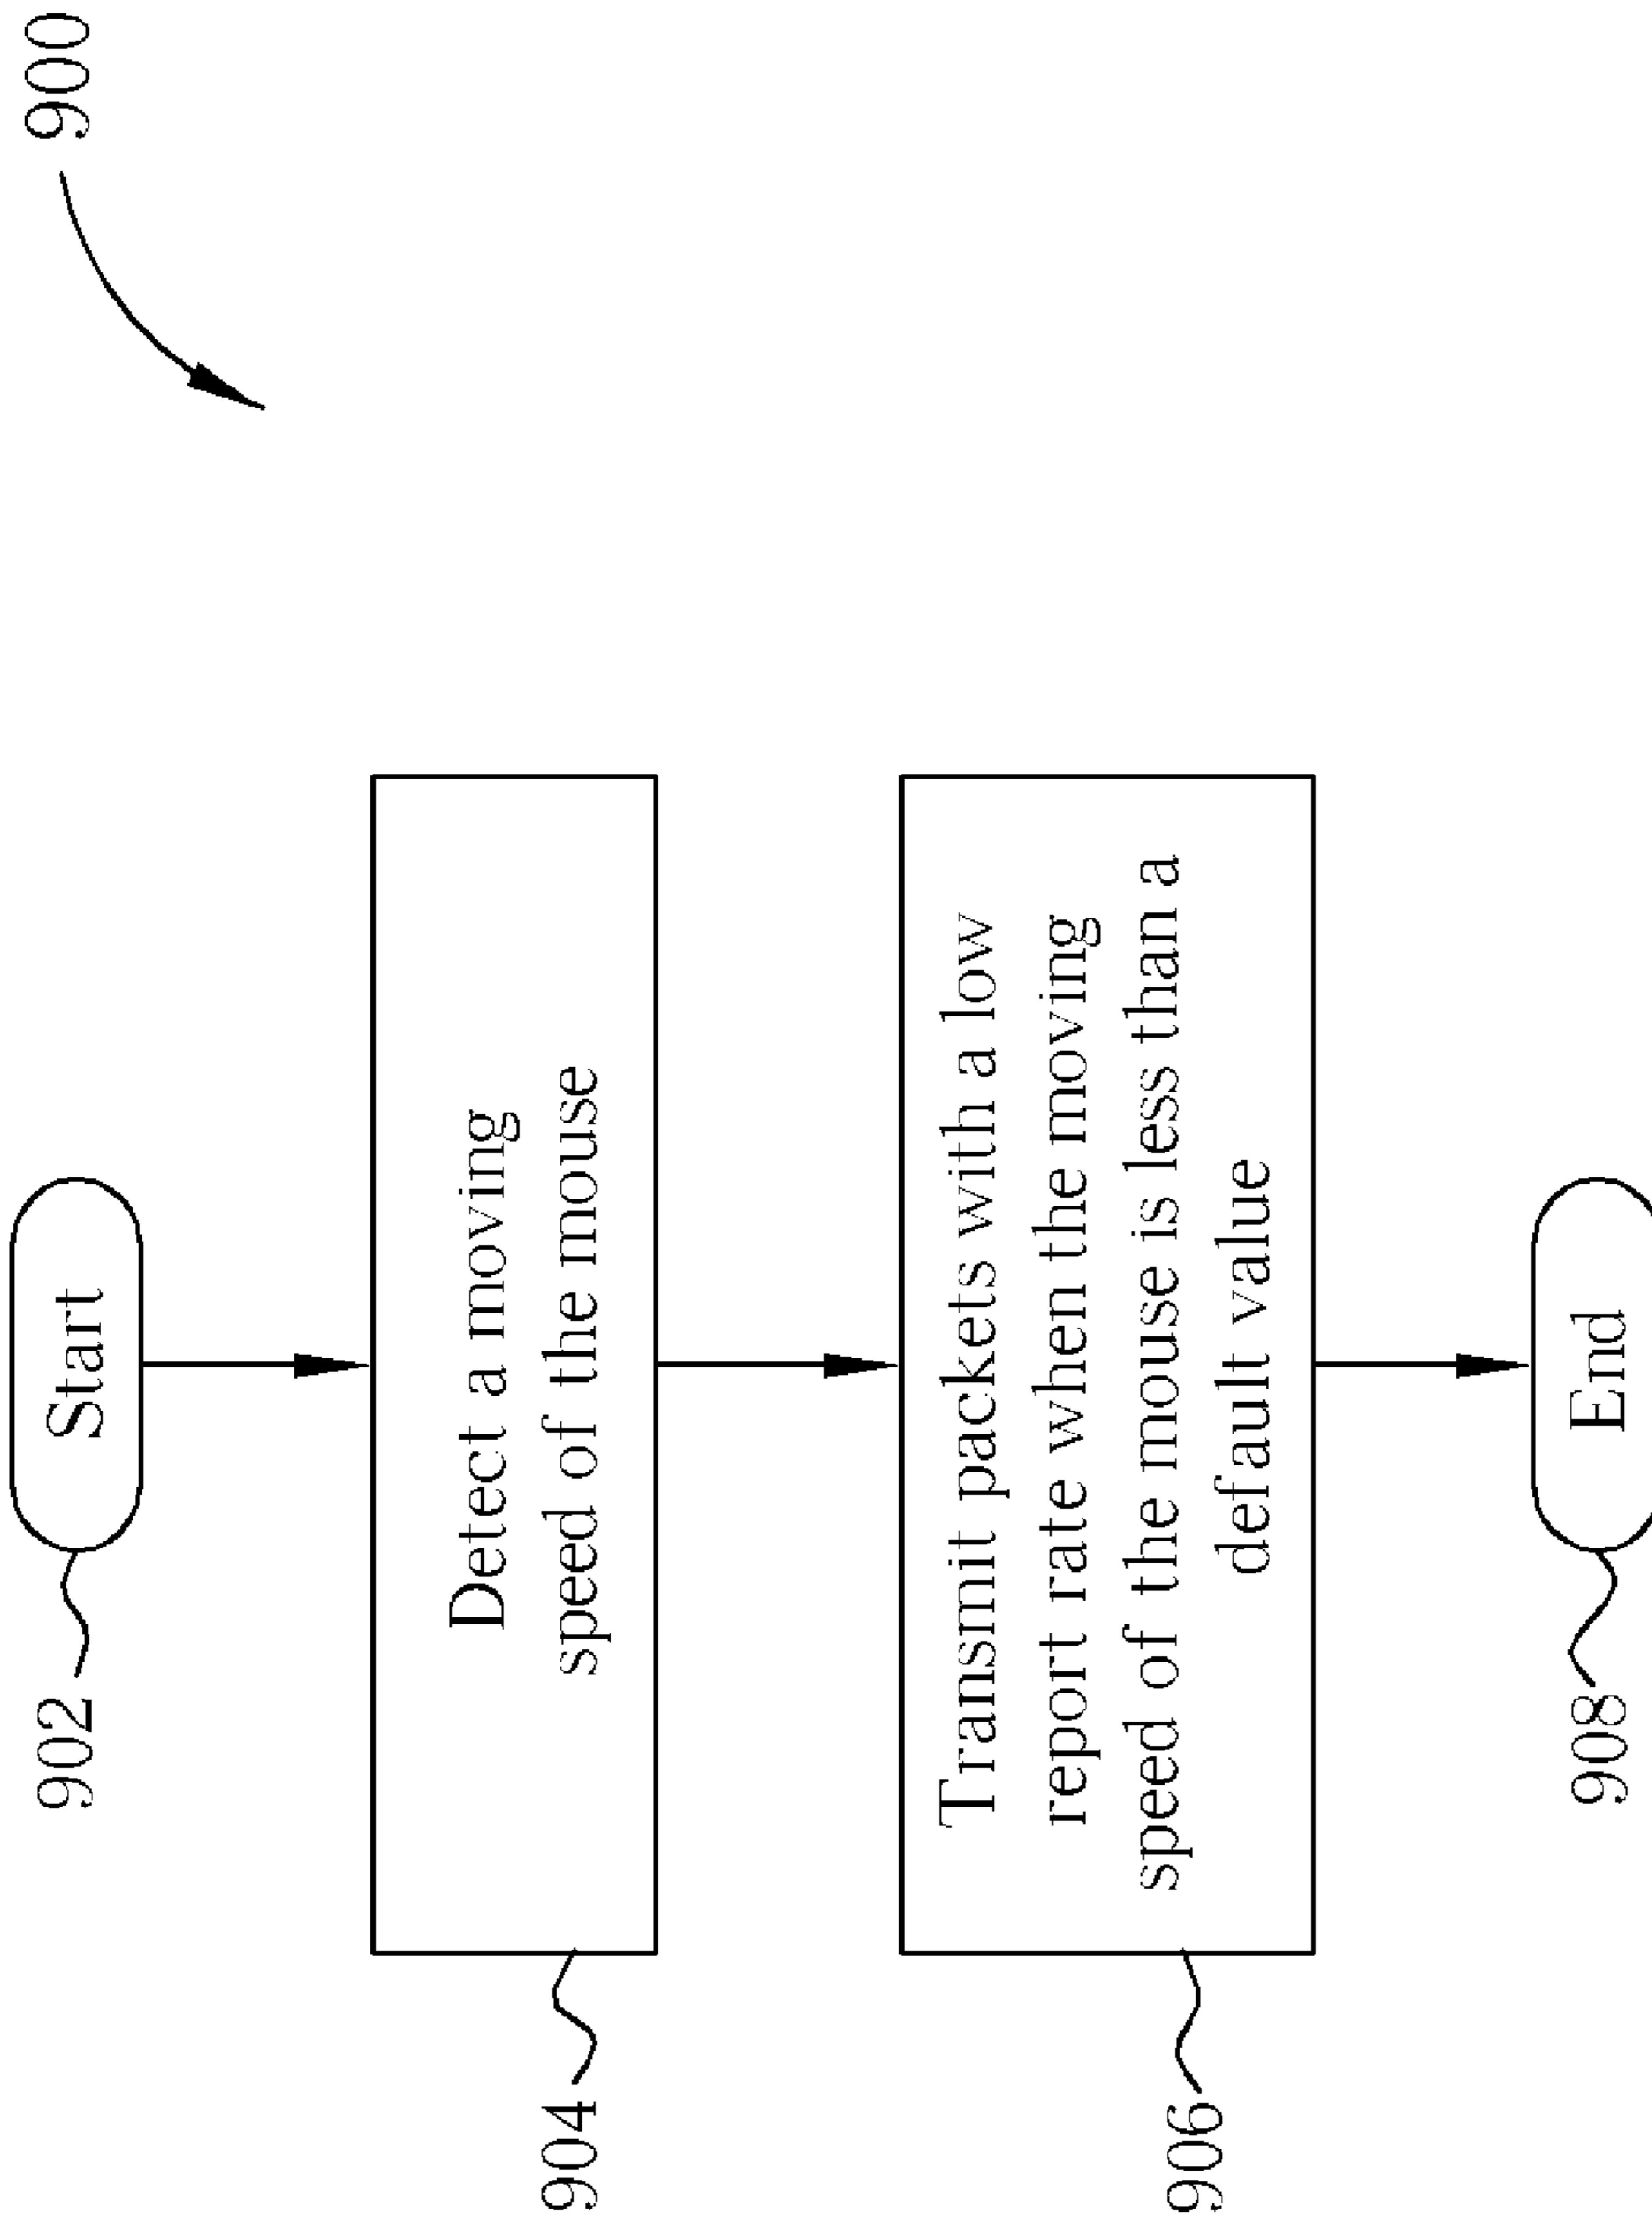 900
902
Start
904
Detect a moving
speed of the mouse
906
Transmit packets with a low
report rate when the moving
speed of the mouse is less than a
default value
908
End